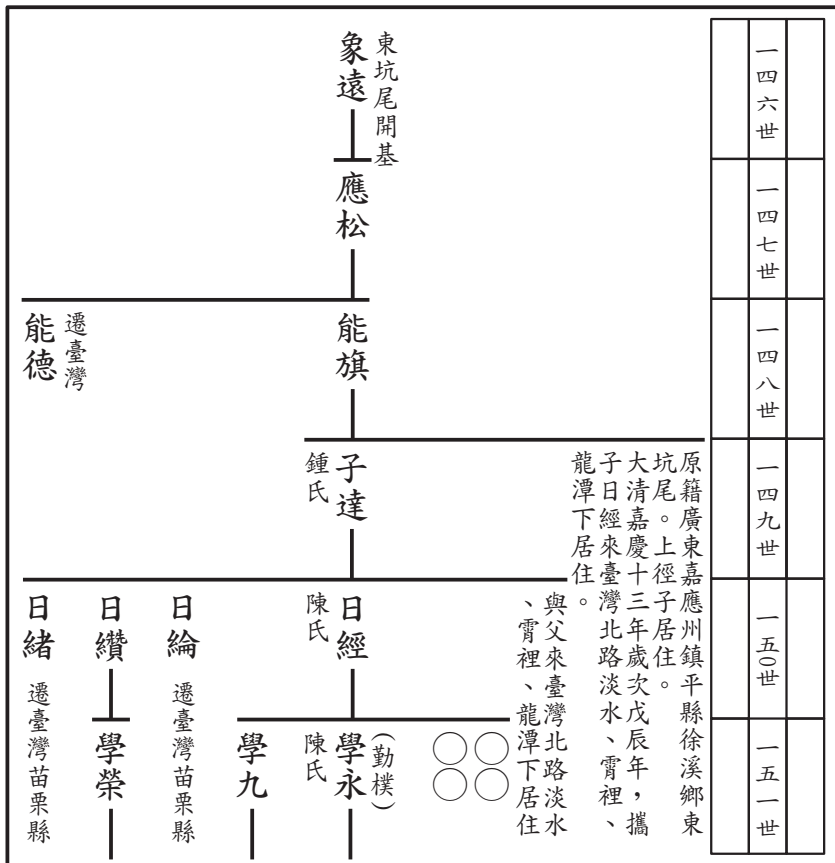 一四六世
一四七世
一四八世
一四九世
一五〇世
一五一世
東坑尾開基
象遠
應松
能旗
遷臺灣
能德
原籍廣東嘉應州鎮平縣徐溪鄉東
坑尾。上徑子居住。
大清嘉慶十三年歲次戊辰年，攜
子日經來臺灣北路淡水、霄裡、
龍潭下居住。
子達
鍾氏
與父來臺灣北路淡水
、霄裡、龍潭下居住
日經
陳氏
日綸
遷臺灣苗栗縣
日纘
日緒
遷臺灣苗栗縣
○○
○○
(勤樸)
學永
陳氏
學九
學榮